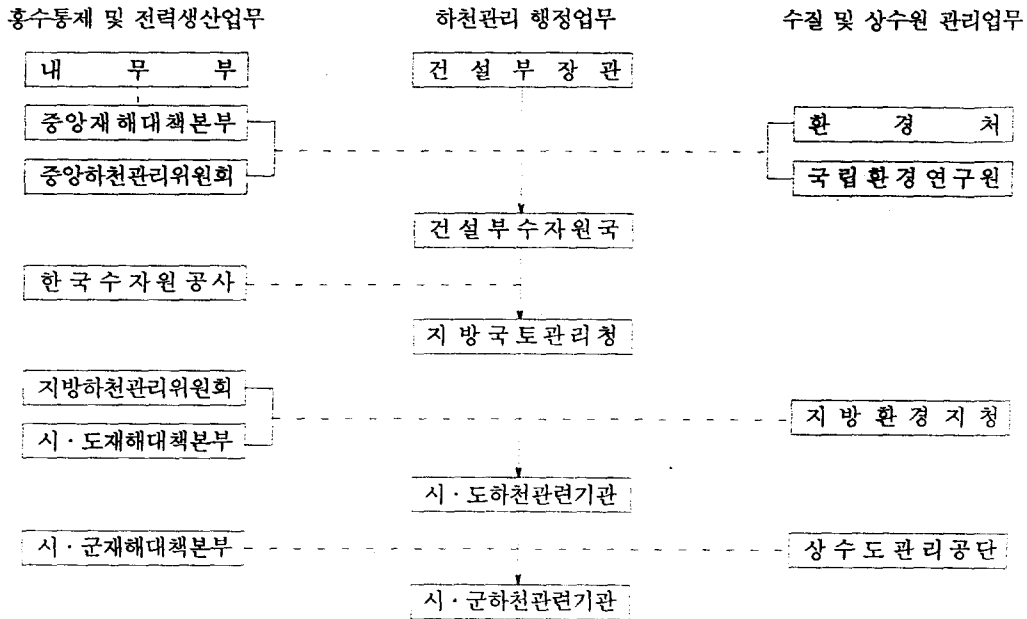 홍수통제 및 전력생산업무 하천관리 행정업무 수질 및 상수원 관리업무
내 무 부 건 설 부 장 관
중앙재해대책본부 환 경 처
중앙하천관리위원회 국립환경연구원
건설부수자원국
한국수자원공사
지방국토관리청
지방하천관리위원회
지방환경지청
시·도재해대책본부
시·도하천관련기관
시·군재해대책본부 상수도관리공단
시·군하천관련기관